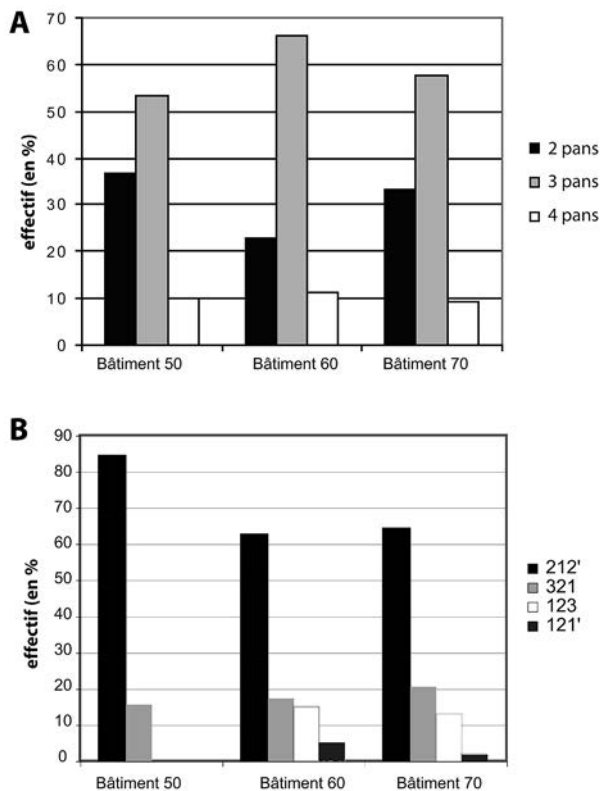 A
70
60
50
40
30
20
10
0
effectif (en %)
Bâtiment 50 Bâtiment 60 Bâtiment 70
2 pans
3 pans
4 pans
B
90
80
70
60
50
40
30
20
10
0
effectif (en %
Bâtiment 50 Bâtiment 60 Bâtiment 70
212'
321
123
121'